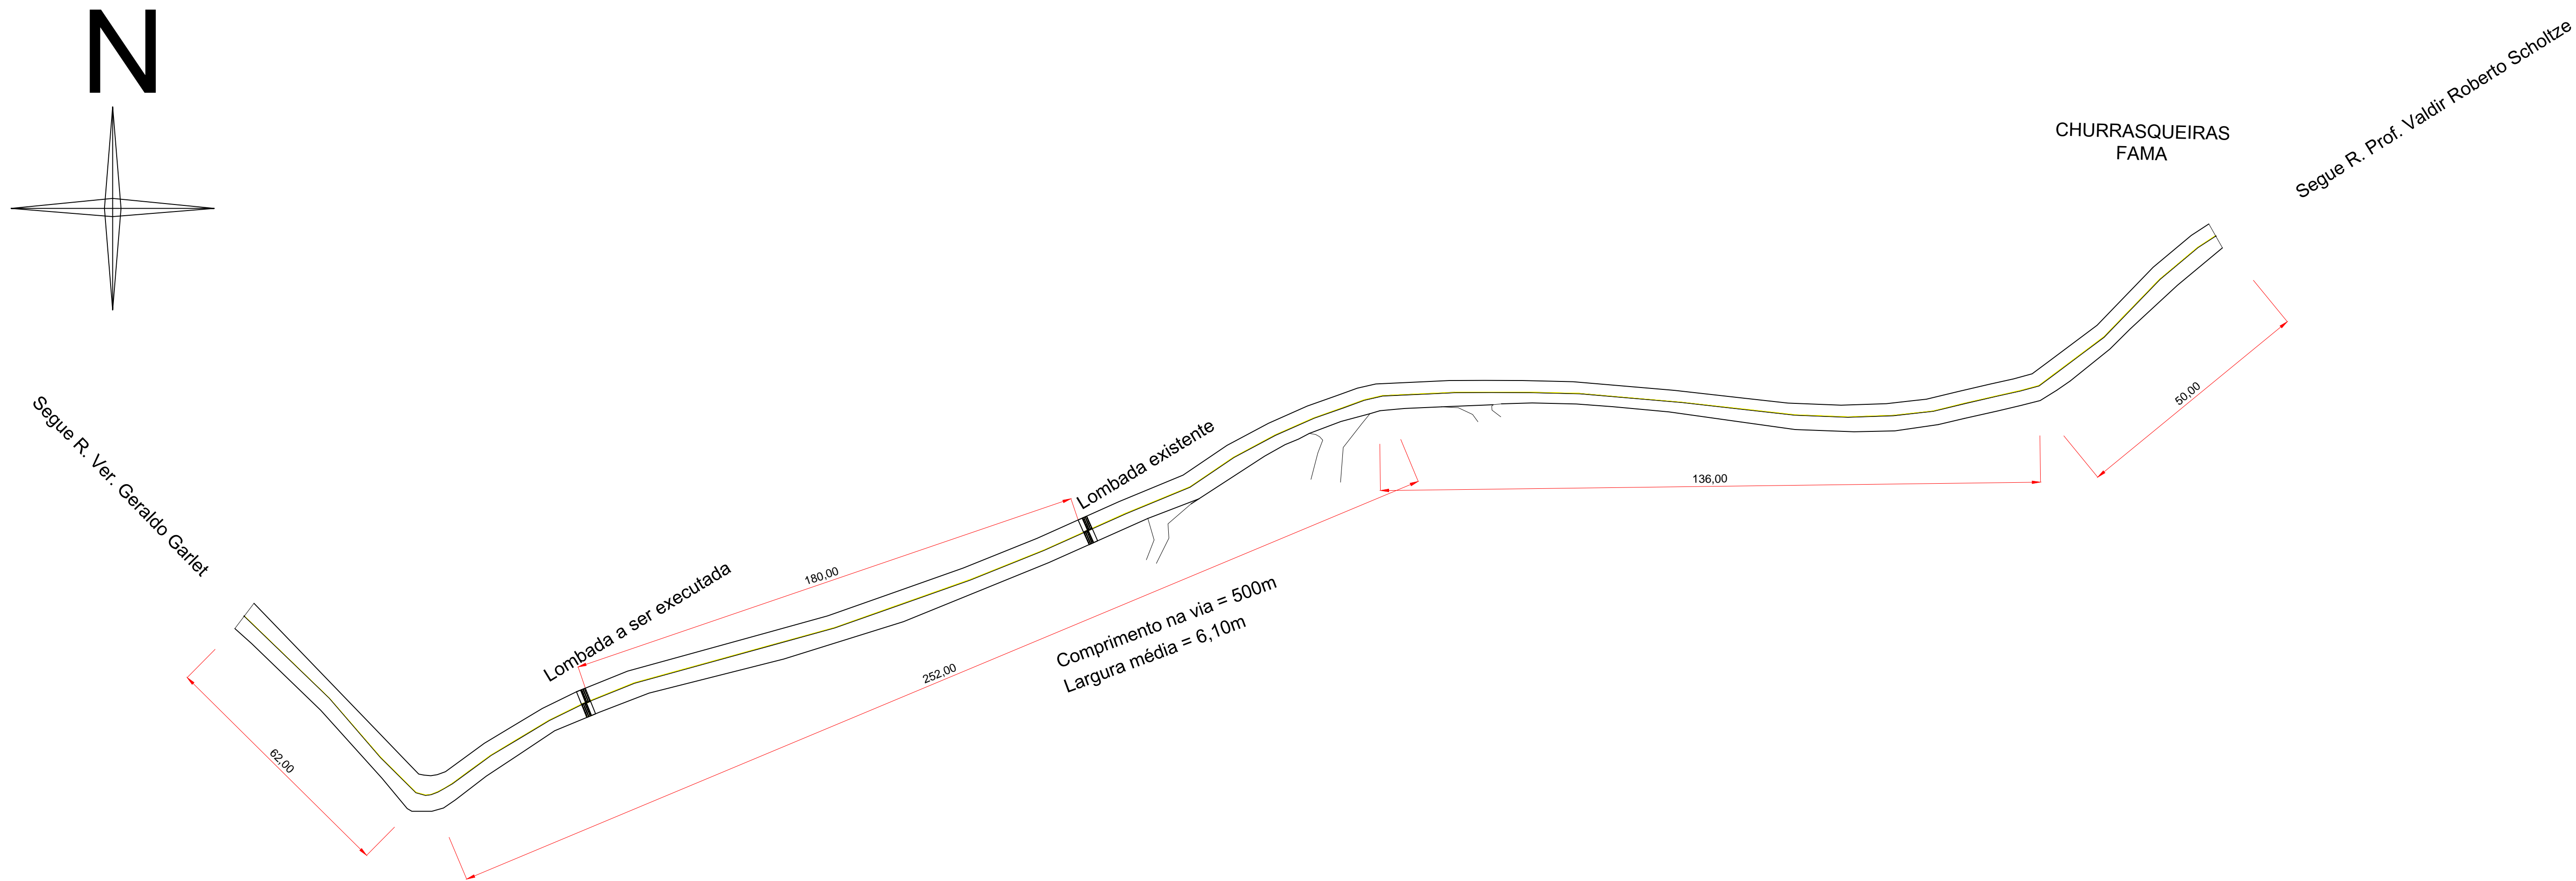 N
Segue R. Prof. Valdir Roberto Scholtze
CHURRASQUEIRAS
FAMA
50,00
Segue R. Ver. Geraldo Garlet
Lombada existente
136,00
180,00
Lombada a ser executada
Comprimento na via = 500m
Largura média = 6,10m
252,00
62,00